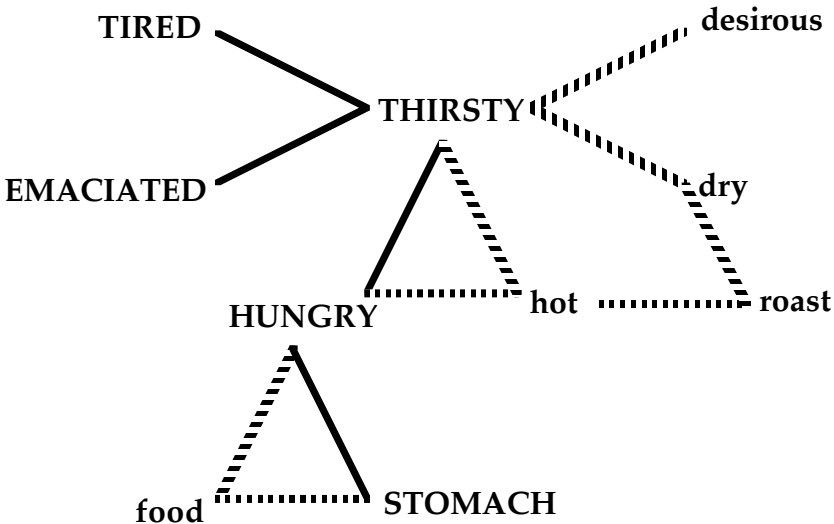 TIRED
desirous
THIRSTY
EMACIATED
dry
HUNGRY
hot
roast
food
STOMACH